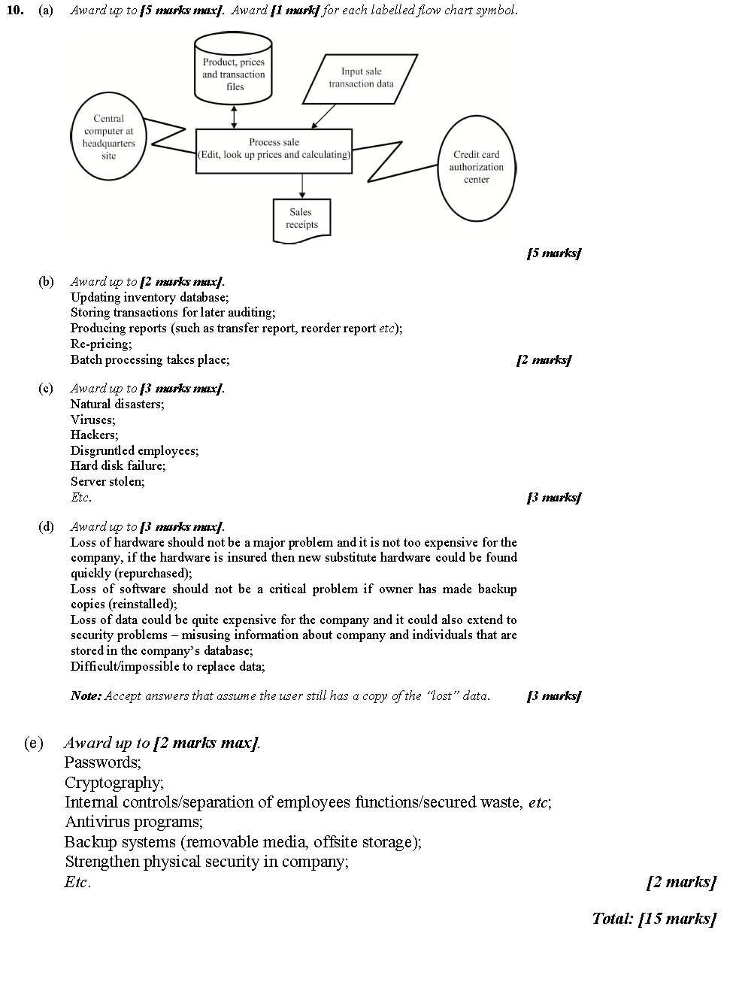 10. (a) Award up to [5 marks max]. Award [1 mark] for each labelled flow chart symbol.
Product, prices
and transaction
files
Input sale
transaction data
Central
computer at
headquarters
site
Process sale
(Edit, look up prices and calculating)
Credit card
authorization
center
Sales
receipts
[5 marks]
(b) Award up to [2 marks max].
Updating inventory database;
Storing transactions for later auditing;
Producing reports (such as transfer report, reorder report etc);
Re-pricing;
Batch processing takes place; [2 marks]
(c) Award up to [3 marks max].
Natural disasters;
Viruses;
Hackers;
Disgruntled employees;
Hard disk failure;
Server stolen;
Etc. [3 marks]
(d) Award up to [3 marks max].
Loss of hardware should not be a major problem and it is not too expensive for the
company, if the hardware is insured then new substitute hardware could be found
quickly (repurchased);
Loss of software should not be a critical problem if owner has made backup
copies (reinstalled);
Loss of data could be quite expensive for the company and it could also extend to
security problems – misusing information about company and individuals that are
stored in the company's database;
Difficult/impossible to replace data;
Note: Accept answers that assume the user still has a copy of the "lost" data. [3 marks]
(e) Award up to [2 marks max].
Passwords;
Cryptography;
Internal controls/separation of employees functions/secured waste, etc;
Antivirus programs;
Backup systems (removable media, offsite storage);
Strengthen physical security in company;
Etc. [2 marks]
Total: [15 marks]